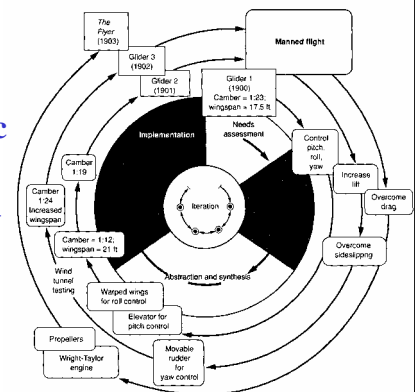 The
Flyer
(1903)
Glider 3
(1902)
Glider 2
(1901)
Manned flight
Glider 1
(1900)
Camber = 1:23;
wingspan = 17.5 ft
Implementation
Needs
assessment
Control
pitch,
roll,
yaw
Increase
lift
Overcome
drag
Overcome
sideslippng
Camber
1:19
Camber
1:24
Increased
wingspan
Iteration
Camber = 1:12;
wingspan = 21 ft
Abstraction and synthesis
Wind
tunnel
testing
Warped wings
for roll control
Elevator for
pitch control
Movable
rudder
for
yaw control
Propellers
Wright-Taylor
engine
c